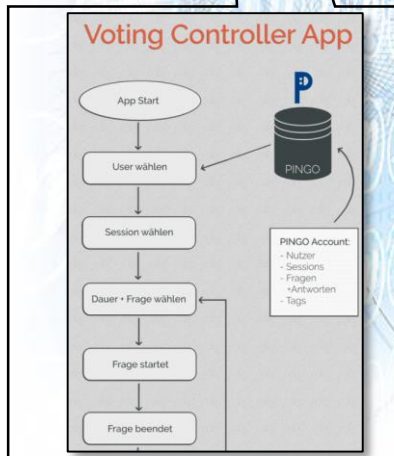 Voting Controller App
App Start
P
User wählen
PINGO
Session wählen
PINGO Account:
- Nutzer
- Sessions
- Fragen
+Antworten
- Tags
Dauer + Frage wählen
Frage startet
Frage beendet